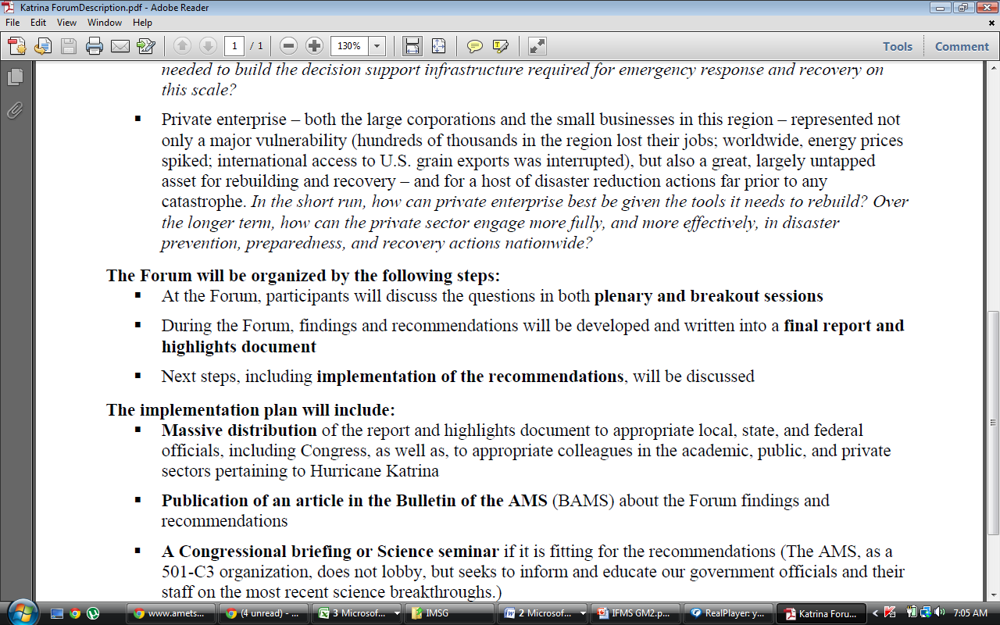 Katrina ForumDescription.pdf - Adobe Reader
File Edit View Window Help
1 / 1 130% Tools Comment
needed to build the decision support infrastructure required for emergency response and recovery on
this scale?
▪ Private enterprise – both the large corporations and the small businesses in this region – represented not
only a major vulnerability (hundreds of thousands in the region lost their jobs; worldwide, energy prices
spiked; international access to U.S. grain exports was interrupted), but also a great, largely untapped
asset for rebuilding and recovery – and for a host of disaster reduction actions far prior to any
catastrophe. In the short run, how can private enterprise best be given the tools it needs to rebuild? Over
the longer term, how can the private sector engage more fully, and more effectively, in disaster
prevention, preparedness, and recovery actions nationwide?
The Forum will be organized by the following steps:
▪ At the Forum, participants will discuss the questions in both plenary and breakout sessions
▪ During the Forum, findings and recommendations will be developed and written into a final report and
highlights document
▪ Next steps, including implementation of the recommendations, will be discussed
The implementation plan will include:
▪ Massive distribution of the report and highlights document to appropriate local, state, and federal
officials, including Congress, as well as, to appropriate colleagues in the academic, public, and private
sectors pertaining to Hurricane Katrina
▪ Publication of an article in the Bulletin of the AMS (BAMS) about the Forum findings and
recommendations
▪ A Congressional briefing or Science seminar if it is fitting for the recommendations (The AMS, as a
501-C3 organization, does not lobby, but seeks to inform and educate our government officials and their
staff on the most recent science breakthroughs.)
www.amets... (4 unread) - ... 3 Microsof... IMSG 2 Microsof... IFMS GM2.p... RealPlayer: y... Katrina Foru... 7:05 AM